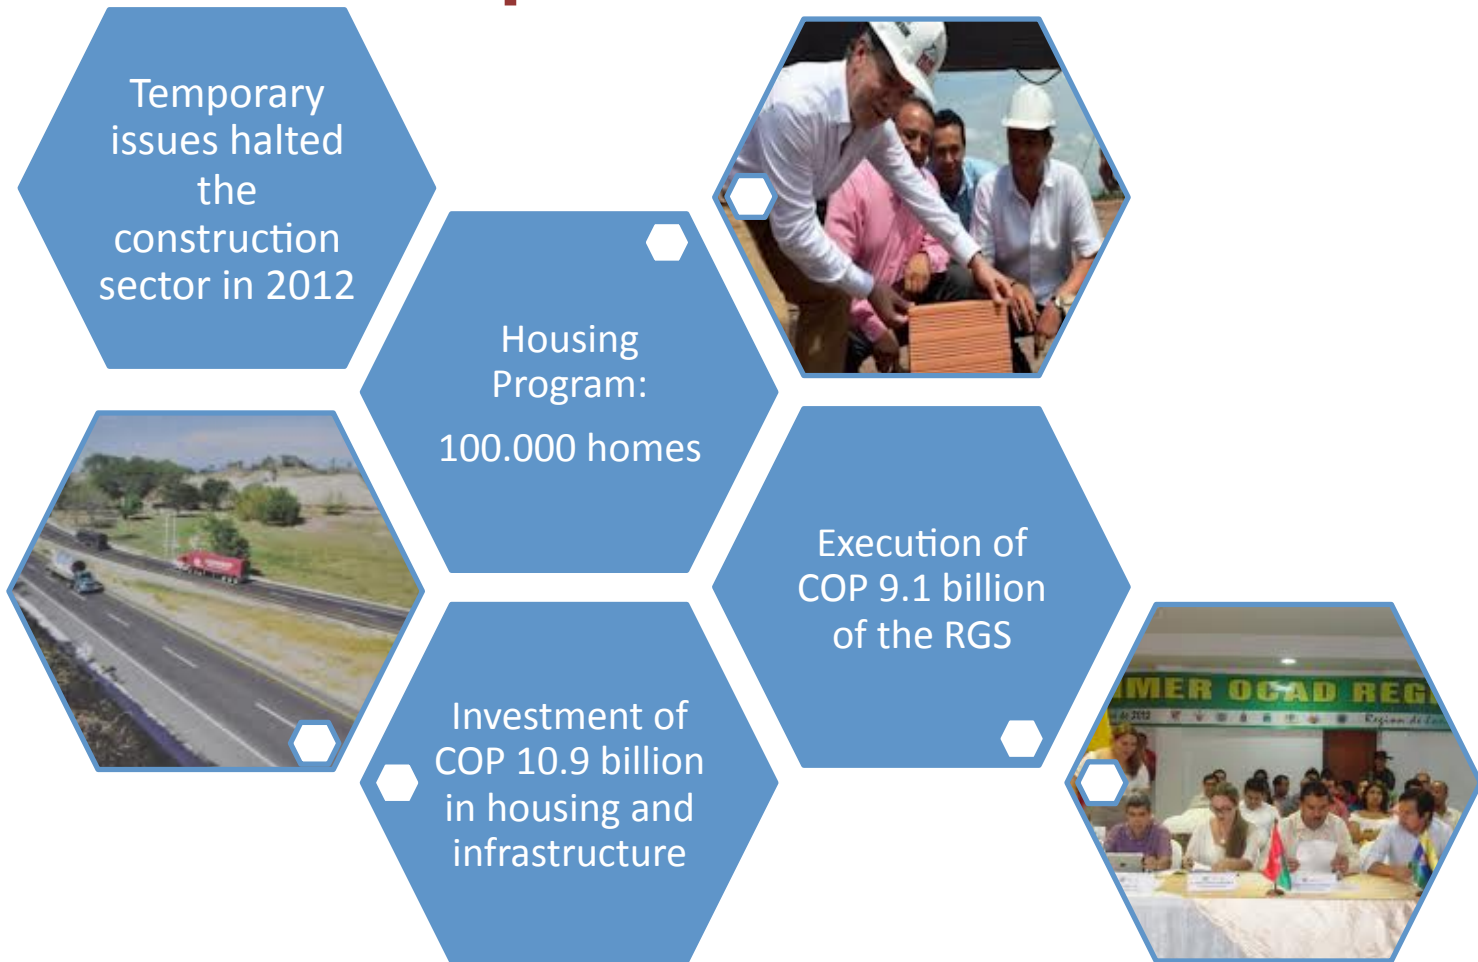 Temporary
issues halted
the
construction
sector in 2012
Housing
Program:
100.000 homes
Execution of
COP 9.1 billion
of the RGS
Investment of
COP 10.9 billion
in housing and
infrastructure
OCAD